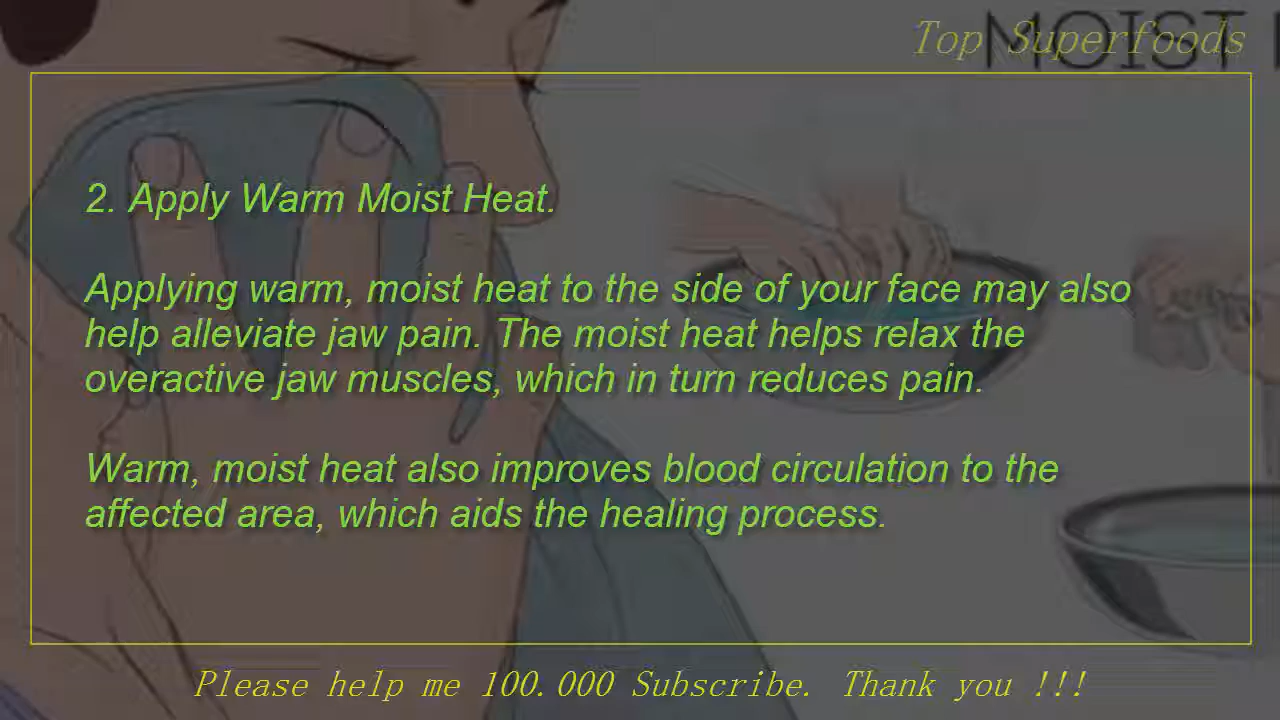 MOIST
Top Superfoods
2. Apply Warm Moist Heat.
Applying warm, moist heat to the side of your face may also
help alleviate jaw pain. The moist heat helps relax the
overactive jaw muscles, which in turn reduces pain.
Warm, moist heat also improves blood circulation to the
affected area, which aids the healing process.
Please help me 100.000 Subscribe. Thank you !!!